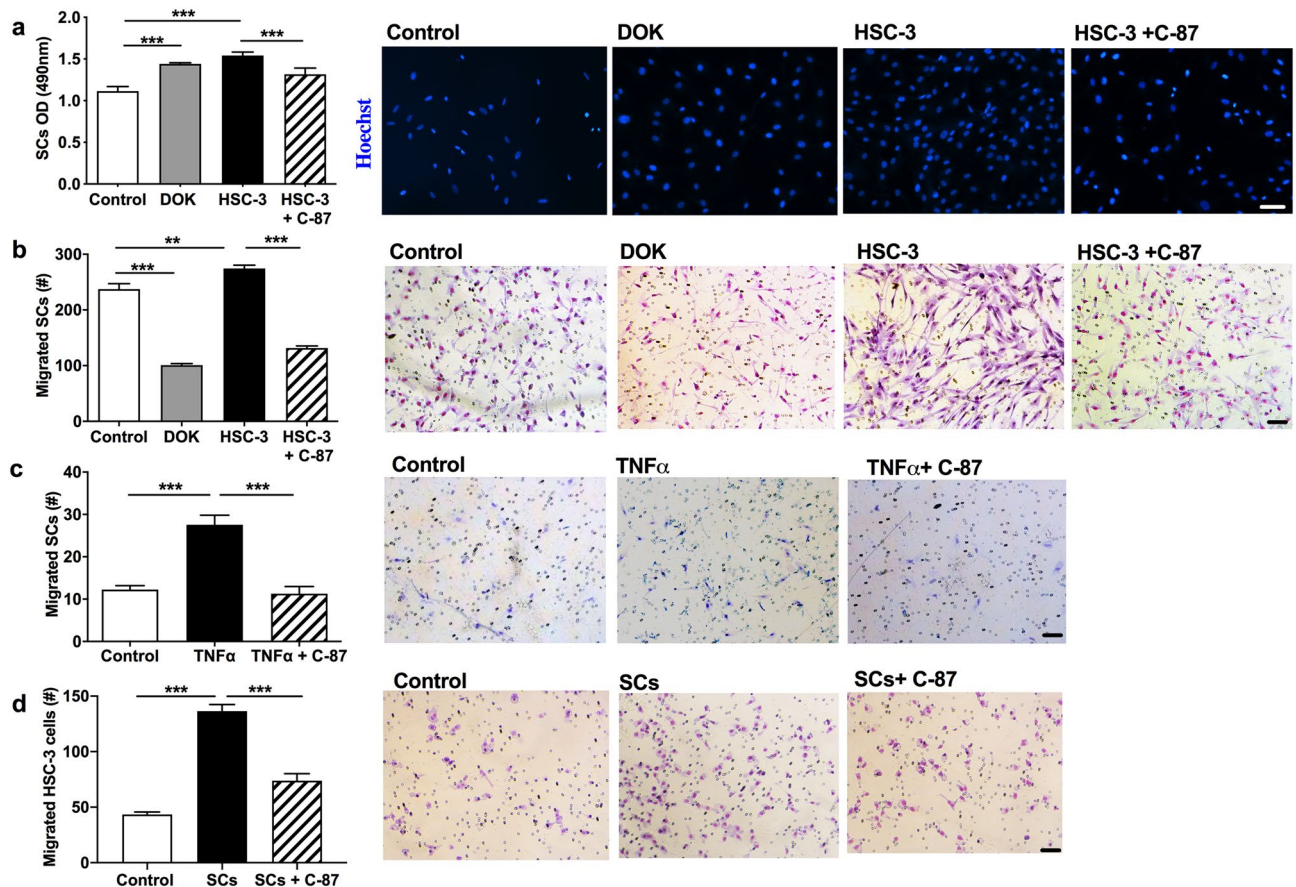 a
SCs OD (490nm)
2.0
1.5
1.0
0.5
0.0
***
***
***
Control
DOK
HSC-3
HSC-3
+ C-87
Hoechst
Control
DOK
HSC-3
HSC-3 +C-87
b
Migrated SCs (#)
300
200
100
0
**
***
***
Control
DOK
HSC-3
HSC-3
+ C-87
Control
DOK
HSC-3
HSC-3 +C-87
c
Migrated SCs (#)
40
30
20
10
0
***
***
Control
TNFα
TNFα + C-87
Control
TNFα
TNFα+ C-87
d
Migrated HSC-3 cells (#)
150
100
50
0
***
***
Control
SCs
SCs + C-87
Control
SCs
SCs+ C-87